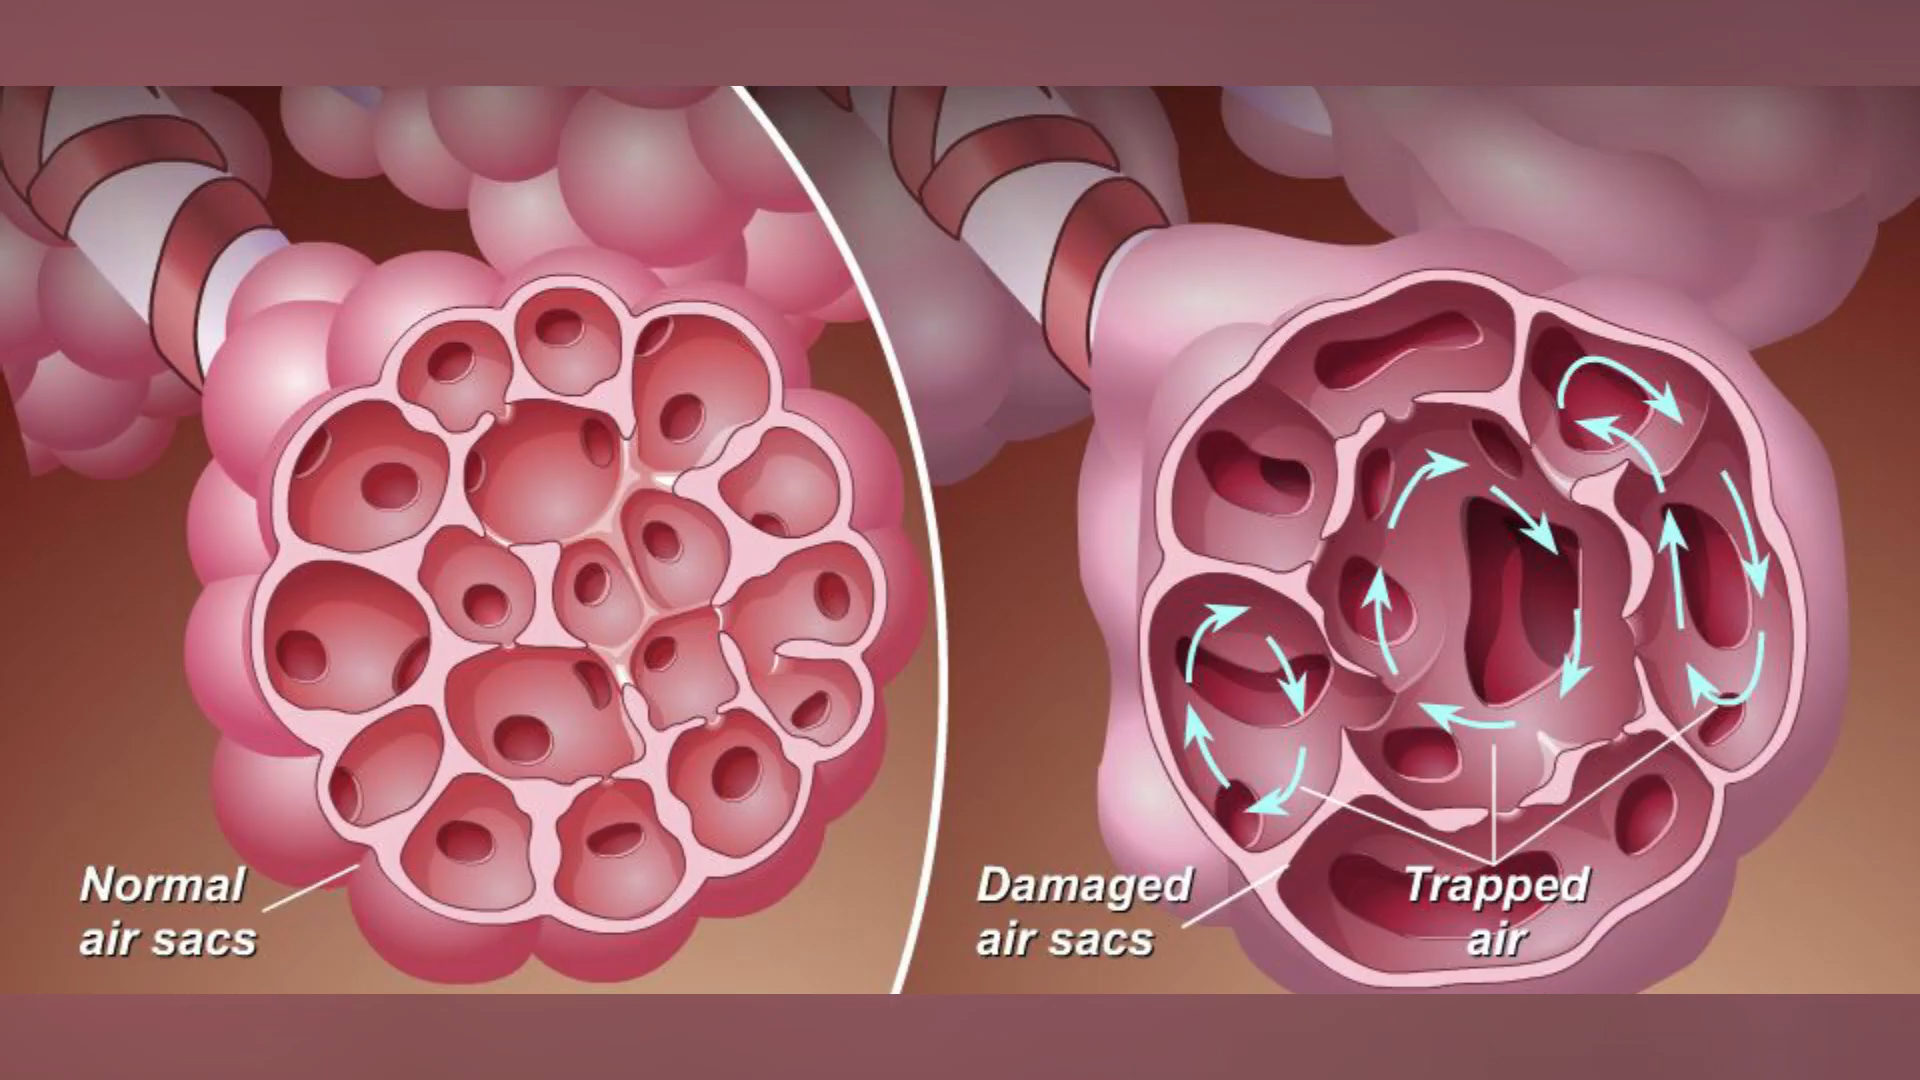 Normal
air sacs
Damaged
air sacs
Trapped
air